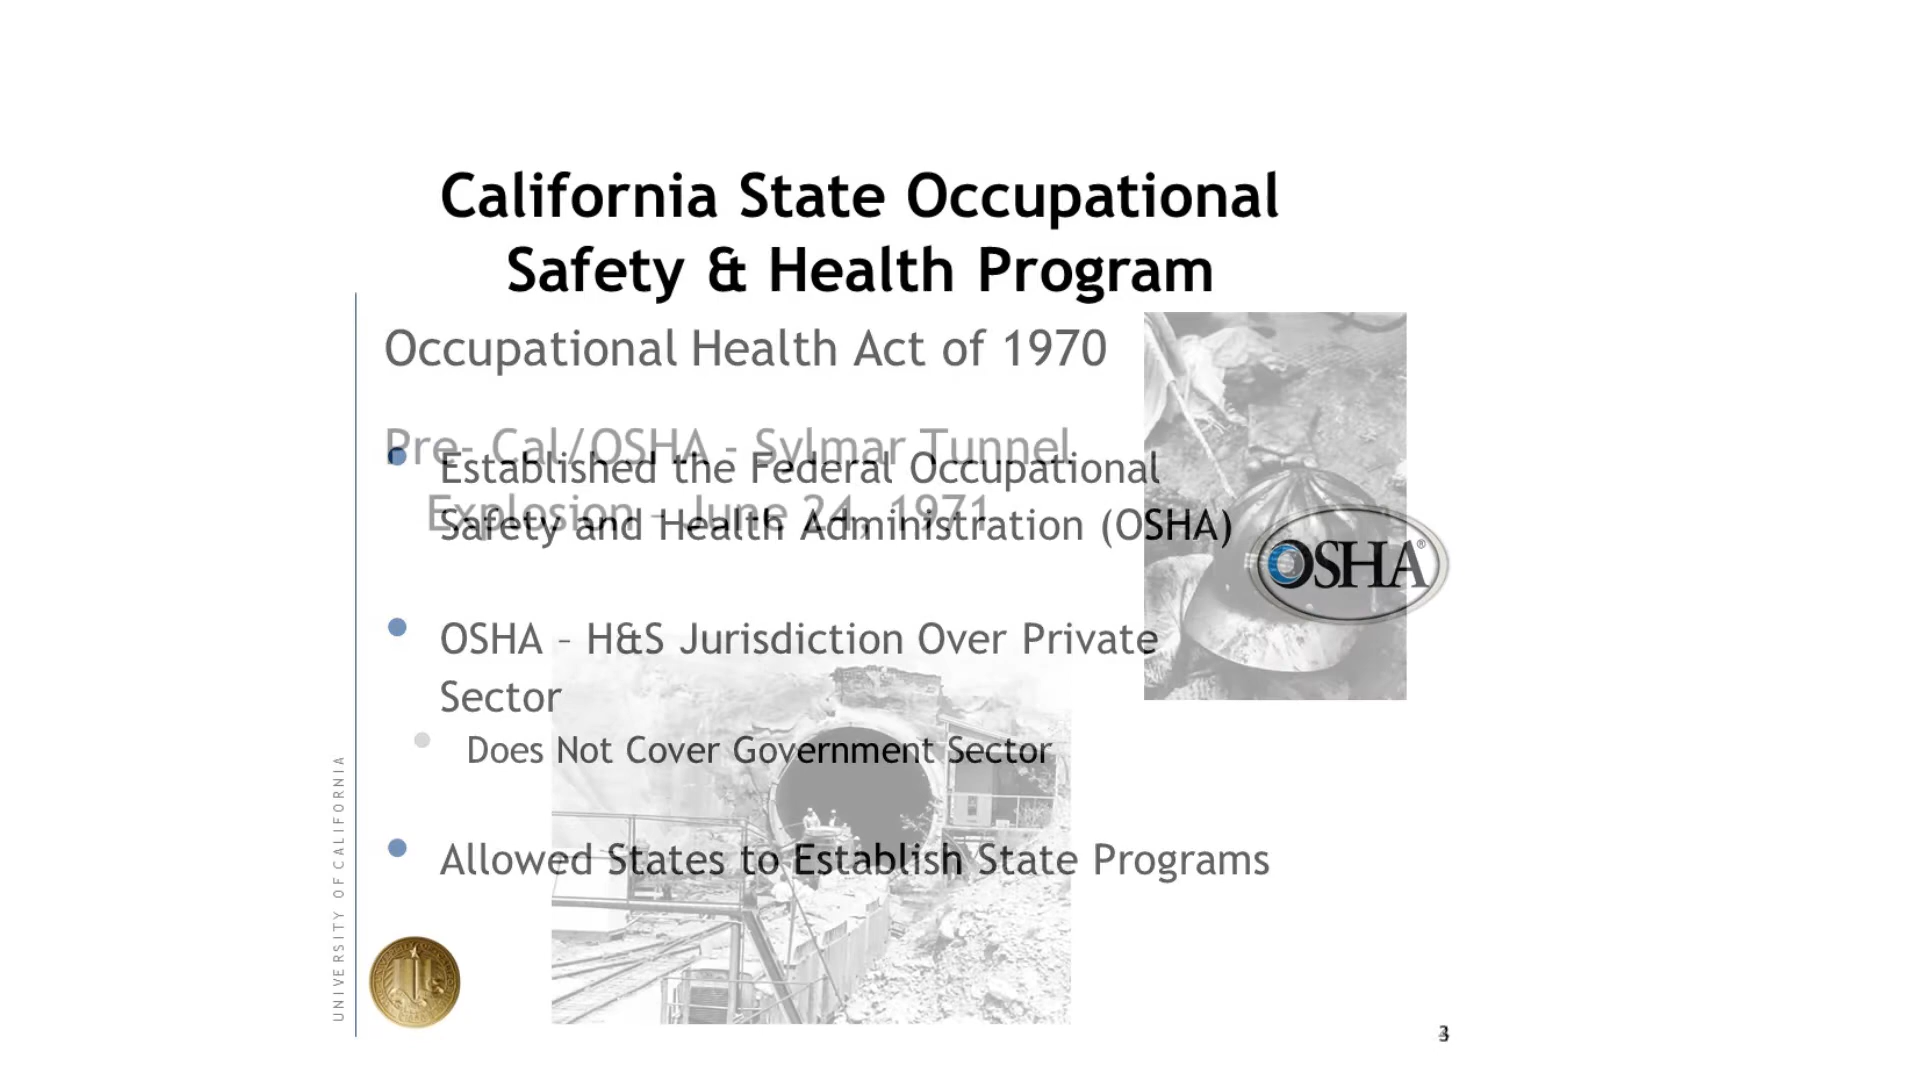 California State Occupational
Safety & Health Program
Occupational Health Act of 1970
Pre- Cal/OSHA - Sylmar Tunnel
Explosion - June 24, 1971
Established the Federal Occupational
Safety and Health Administration (OSHA)
OSHA®
OSHA – H&S Jurisdiction Over Private
Sector
Does Not Cover Government Sector
Allowed States to Establish State Programs
UNIVERSITY OF CALIFORNIA